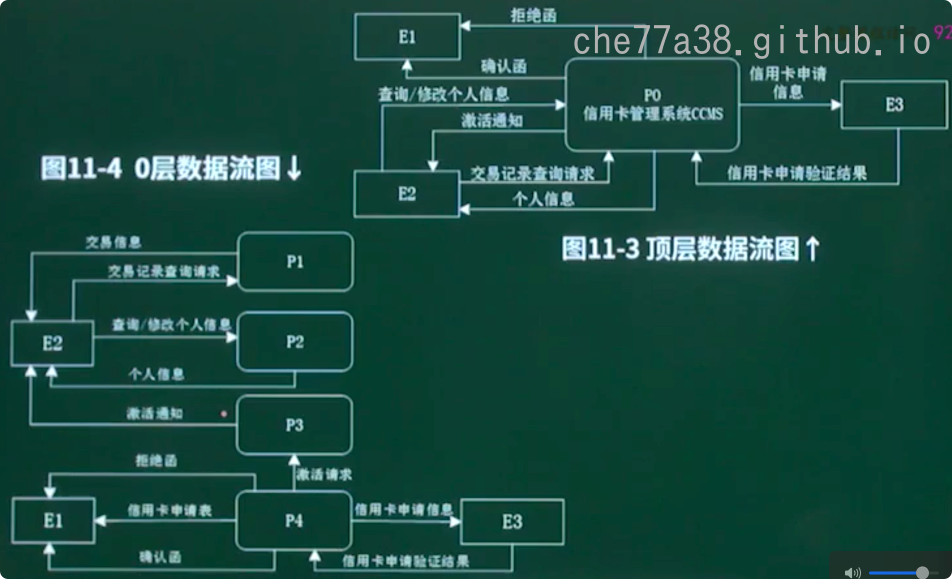 拒绝函
92
che77a38.github.io
E1
确认函
信用卡申请
信息
P0
信用卡管理系统CCMS
E3
查询/修改个人信息
激活通知
图11-4 0层数据流图↓
交易记录查询请求
信用卡申请验证结果
E2
个人信息
图11-3 顶层数据流图↑
交易信息
P1
交易记录查询请求
查询/修改个人信息
E2
P2
个人信息
激活通知
P3
拒绝函
激活请求
信用卡申请表
信用卡申请信息
E1
P4
E3
确认函
信用卡申请验证结果